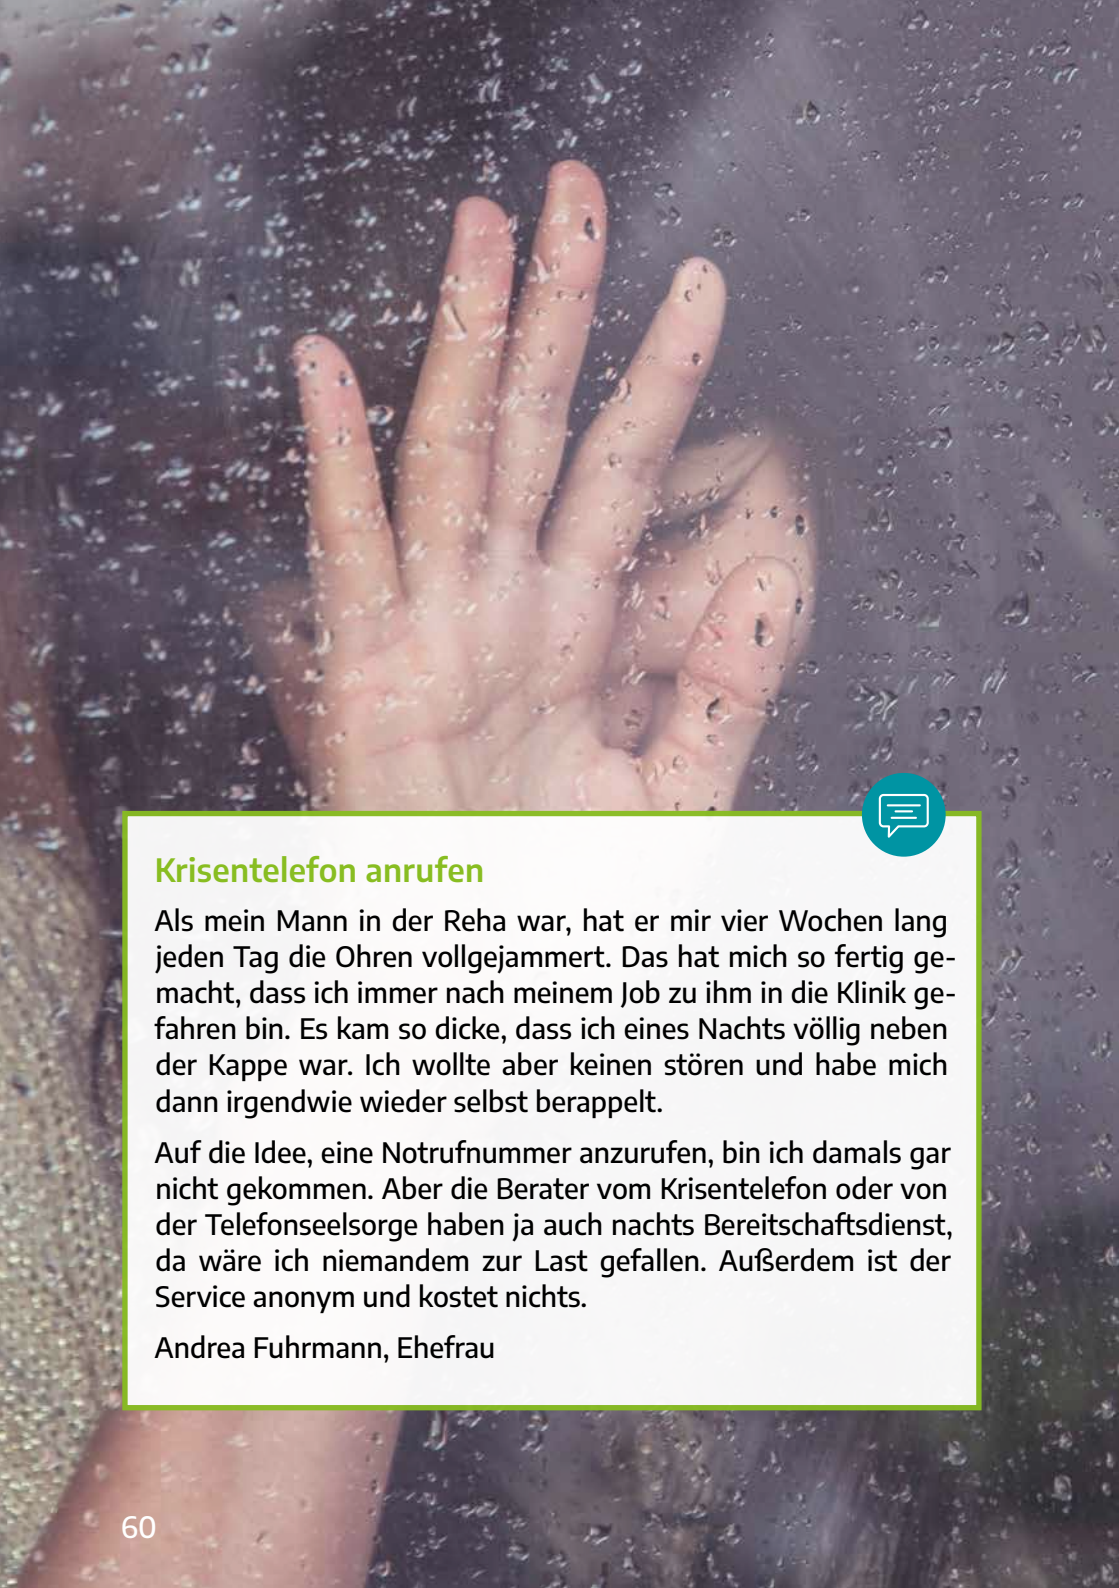 Krisentelefon anrufen
Als mein Mann in der Reha war, hat er mir vier Wochen lang
jeden Tag die Ohren vollgejammert. Das hat mich so fertig ge-
macht, dass ich immer nach meinem Job zu ihm in die Klinik ge-
fahren bin. Es kam so dicke, dass ich eines Nachts völlig neben
der Kappe war. Ich wollte aber keinen stören und habe mich
dann irgendwie wieder selbst berappelt.
Auf die Idee, eine Notrufnummer anzurufen, bin ich damals gar
nicht gekommen. Aber die Berater vom Krisentelefon oder von
der Telefonseelsorge haben ja auch nachts Bereitschaftsdienst,
da wäre ich niemandem zur Last gefallen. Außerdem ist der
Service anonym und kostet nichts.
Andrea Fuhrmann, Ehefrau
60